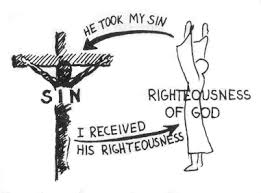 HE TOOK MY SIN
SIN
RIGHTEOUSNESS
OF GOD
I RECEIVED
HIS RIGHTEOUSNESS